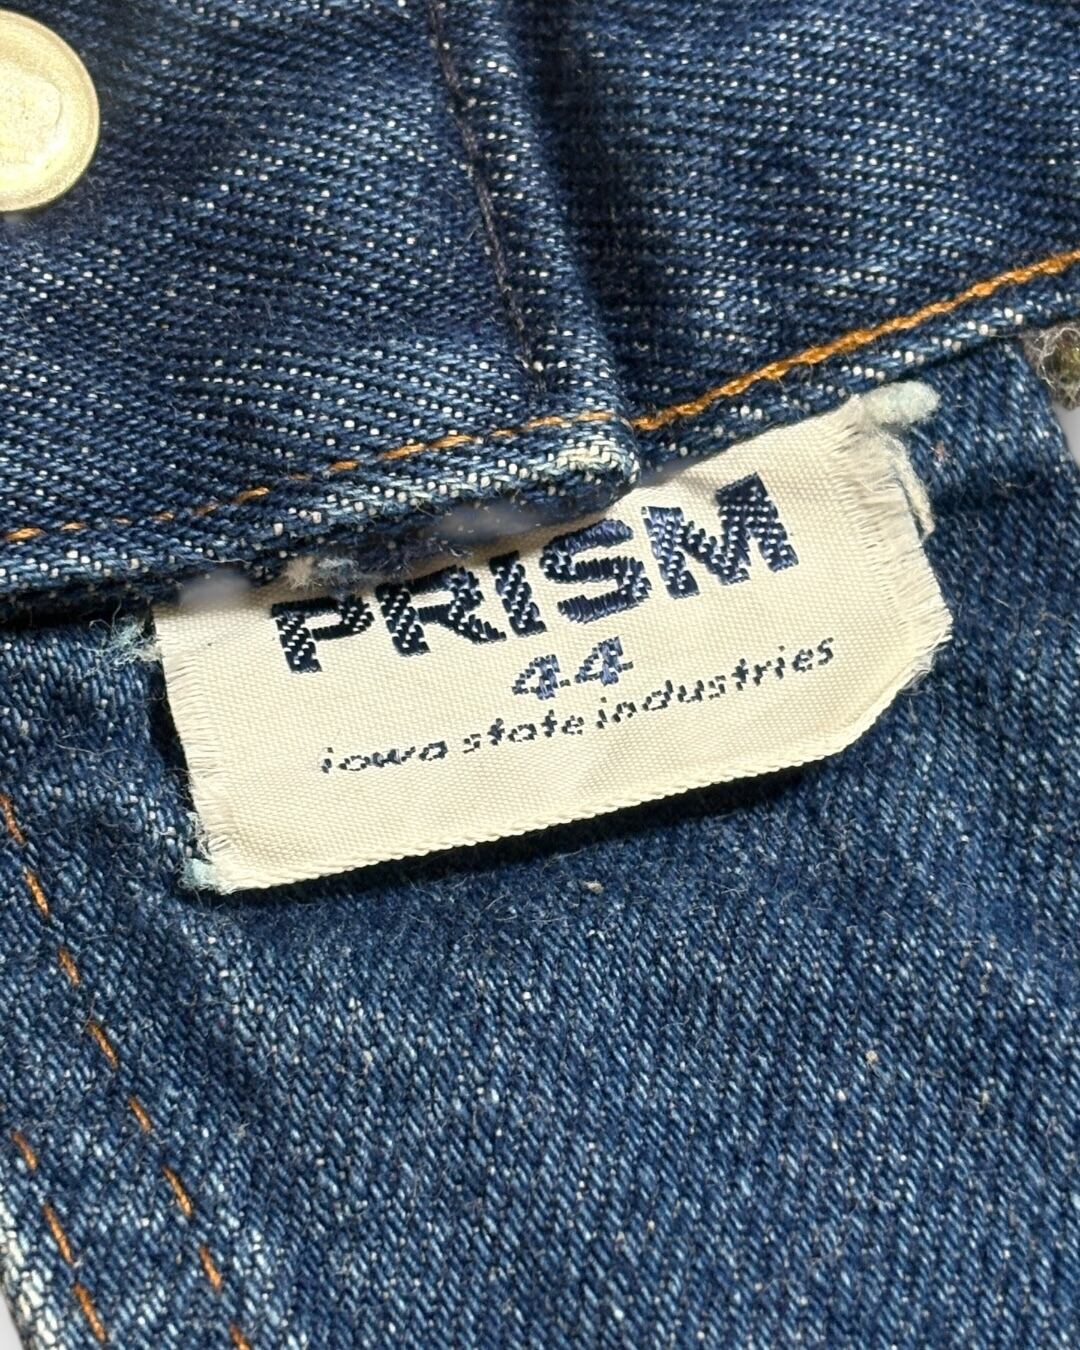 PRISM
44
iowa state industries